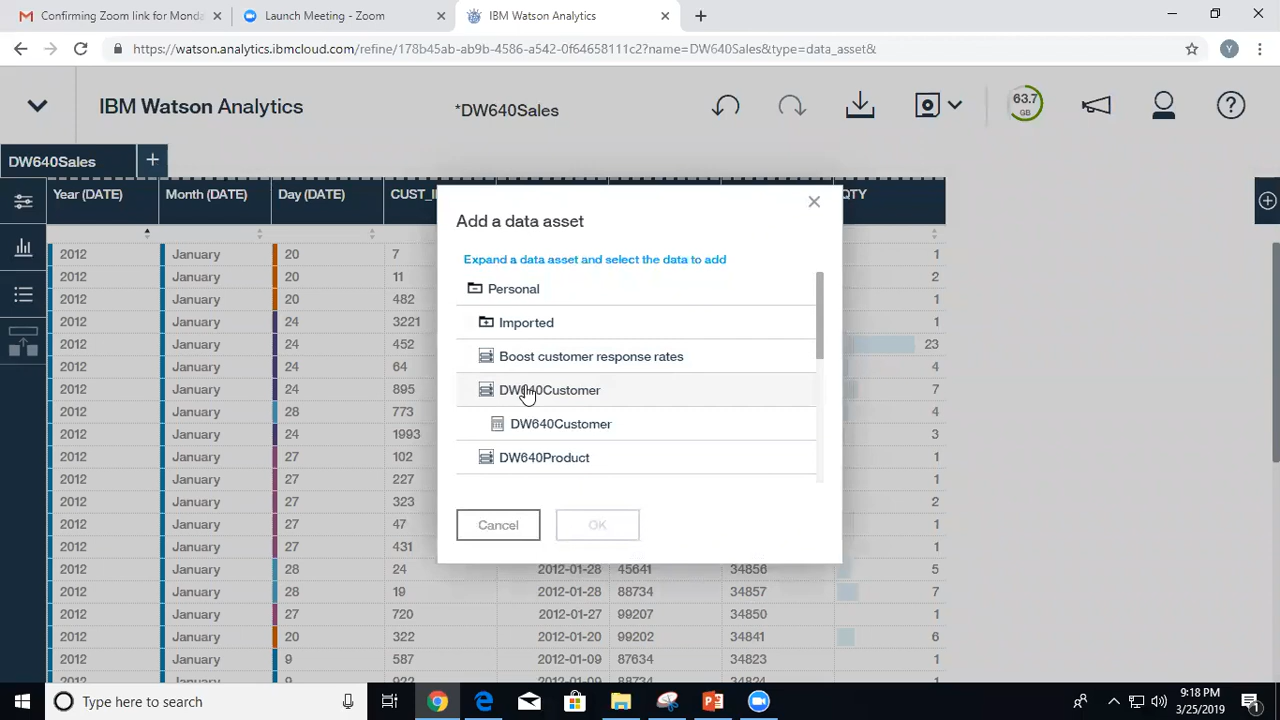 Confirming Zoom link for Monda
Launch Meeting - Zoom
IBM Watson Analytics
https://watson.analytics.ibmcloud.com/refine/178b45ab-ab9b-4586-a542-0f64658111c2?name=DW640Sales&type=data_asset&
Y
IBM Watson Analytics
*DW640Sales
63.7
GB
DW640Sales
Year (DATE) Month (DATE) Day (DATE) QTY
2012 January 20 7 1
2012 January 20 11 2
2012 January 20 482 1
2012 January 24 3221 1
2012 January 24 452 23
2012 January 24 664 4
2012 January 24 895 7
2012 January 28 773 4
2012 January 24 1993 3
2012 January 27 102 1
2012 January 27 227 1
2012 January 27 323 2
2012 January 27 47 1
2012 January 27 431 1
2012 January 28 24 2012-01-28 45641 34856 5
2012 January 28 19 2012-01-28 88734 34857 7
2012 January 27 720 2012-01-27 99207 34850 1
2012 January 20 322 2012-01-20 99202 34841 6
2012 January 9 587 2012-01-09 87634 34823 1
Add a data asset
Expand a data asset and select the data to add
Personal
Imported
Boost customer response rates
DW640Customer
DW640Customer
DW640Product
Cancel OK
Type here to search
9:18 PM
3/25/2019
1